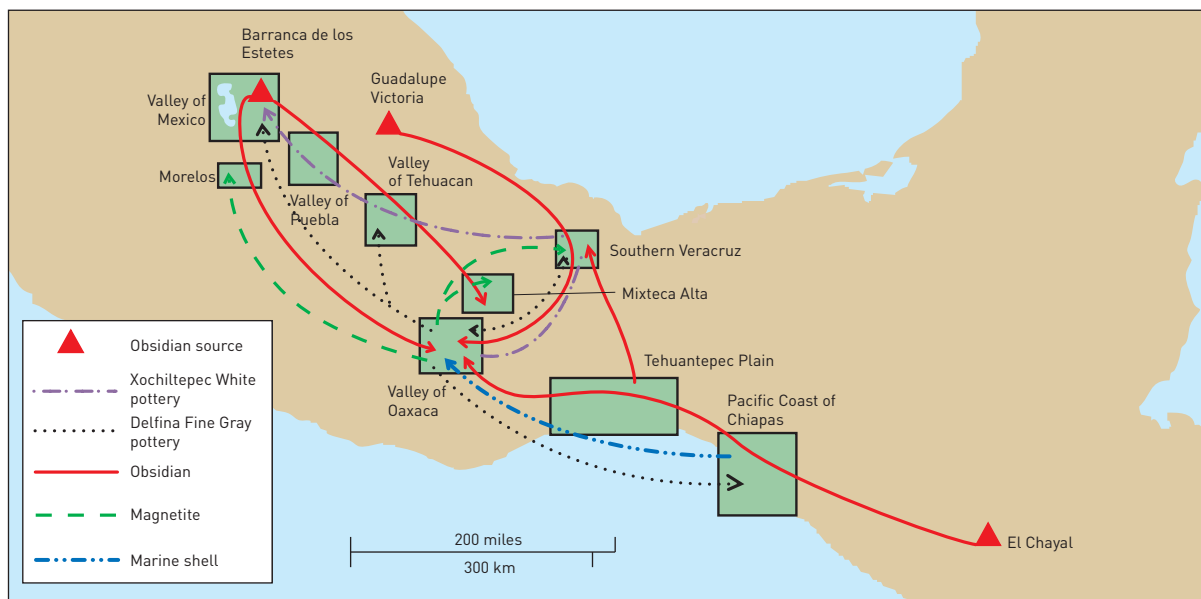 Barranca de los
Estetes
Guadalupe
Victoria
Valley of
Mexico
Morelos
Valley of
Puebla
Valley
of Tehuacan
Southern Veracruz
Mixteca Alta
Tehuantepec Plain
Valley of
Oaxaca
Pacific Coast of
Chiapas
El Chayal
Obsidian source
Xochiltepec White
pottery
Delfina Fine Gray
pottery
Obsidian
Magnetite
Marine shell
200 miles
300 km